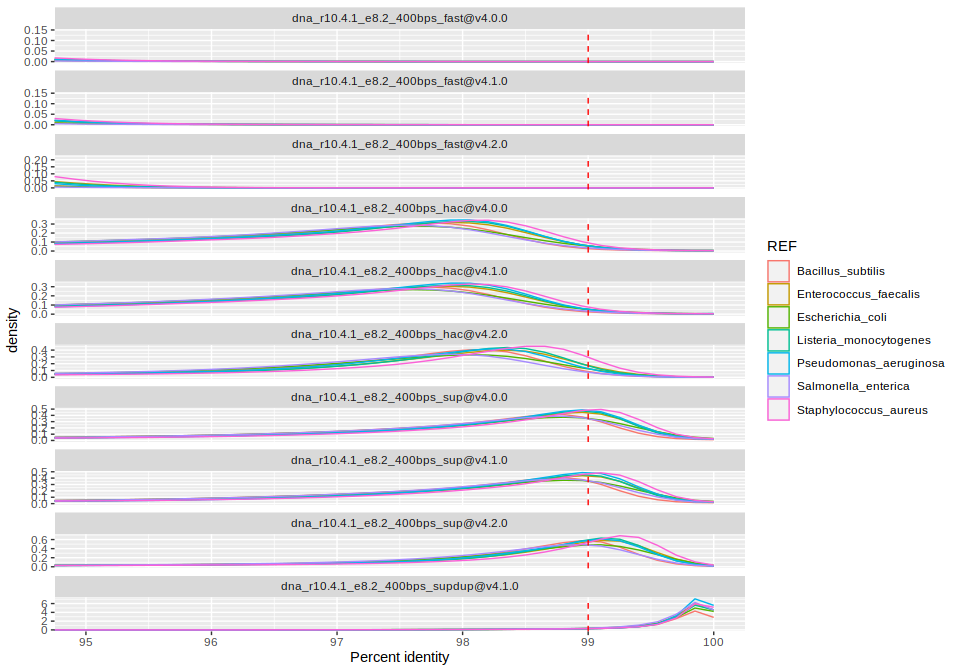 dna_r10.4.1_e8.2_400bps_fast@v4.0.0
0.15
0.10
0.05
0.00
dna_r10.4.1_e8.2_400bps_fast@v4.1.0
0.15
0.10
0.05
0.00
dna_r10.4.1_e8.2_400bps_fast@v4.2.0
0.20
0.15
0.10
0.05
0.00
dna_r10.4.1_e8.2_400bps_hac@v4.0.0
0.3
0.2
0.1
0.0
dna_r10.4.1_e8.2_400bps_hac@v4.1.0
0.3
0.2
0.1
0.0
dna_r10.4.1_e8.2_400bps_hac@v4.2.0
0.4
0.3
0.2
0.1
0.0
dna_r10.4.1_e8.2_400bps_sup@v4.0.0
0.5
0.4
0.3
0.2
0.1
0.0
dna_r10.4.1_e8.2_400bps_sup@v4.1.0
0.5
0.4
0.3
0.2
0.1
0.0
dna_r10.4.1_e8.2_400bps_sup@v4.2.0
0.6
0.4
0.2
0.0
dna_r10.4.1_e8.2_400bps_supdup@v4.1.0
6
4
2
0
95 96 97 98 99 100
Percent identity
density
REF
Bacillus_subtilis
Enterococcus_faecalis
Escherichia_coli
Listeria_monocytogenes
Pseudomonas_aeruginosa
Salmonella_enterica
Staphylococcus_aureus